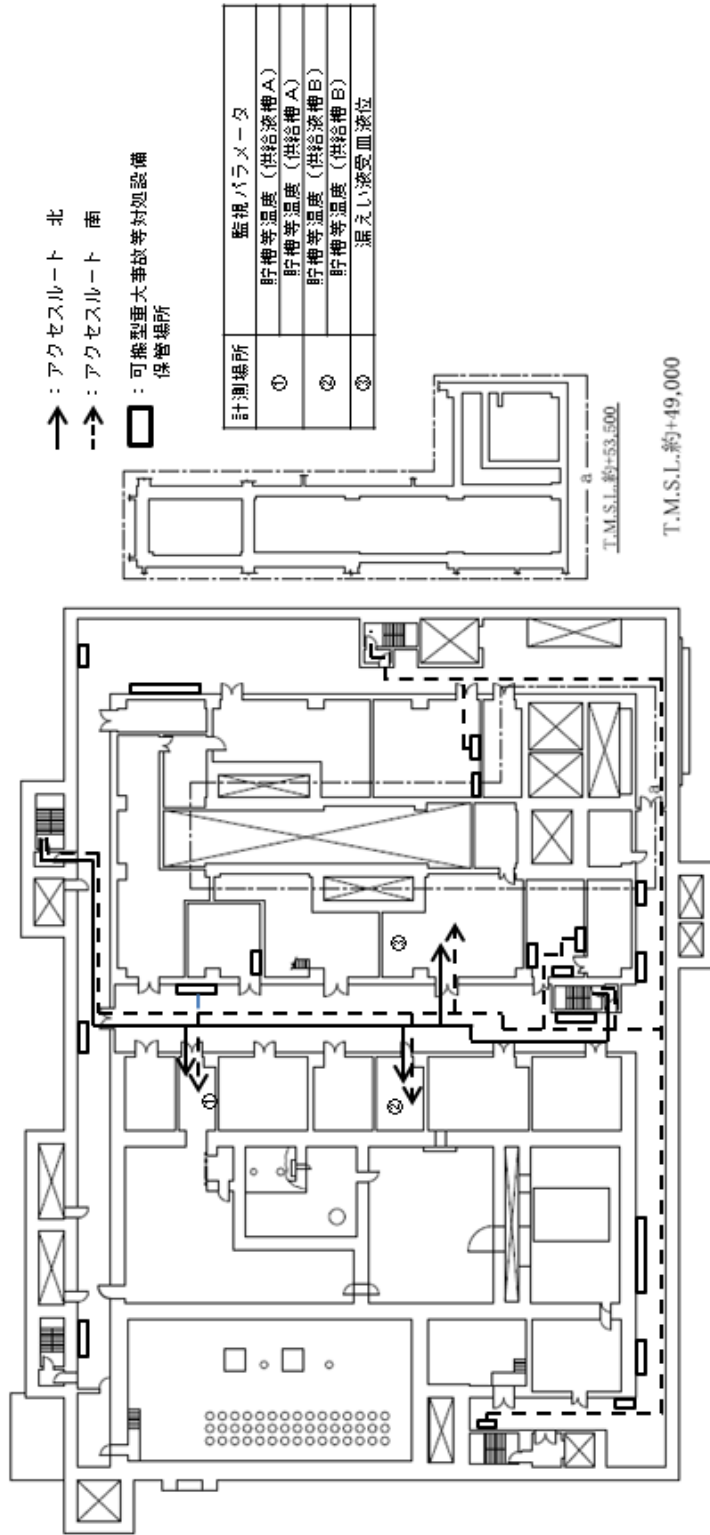 ：アクセスルート 北
：アクセスルート 南
：可搬型重大事故等対処設備
保管場所
計測場所 監視パラメータ
① 貯槽等温度（供給液槽A）
貯槽等温度（供給槽A）
② 貯槽等温度（供給液槽B）
貯槽等温度（供給槽B）
③ 漏えい液受皿液位
a
T.M.S.L.約+53,500
T.M.S.L.約+49,000
①
②
③
a